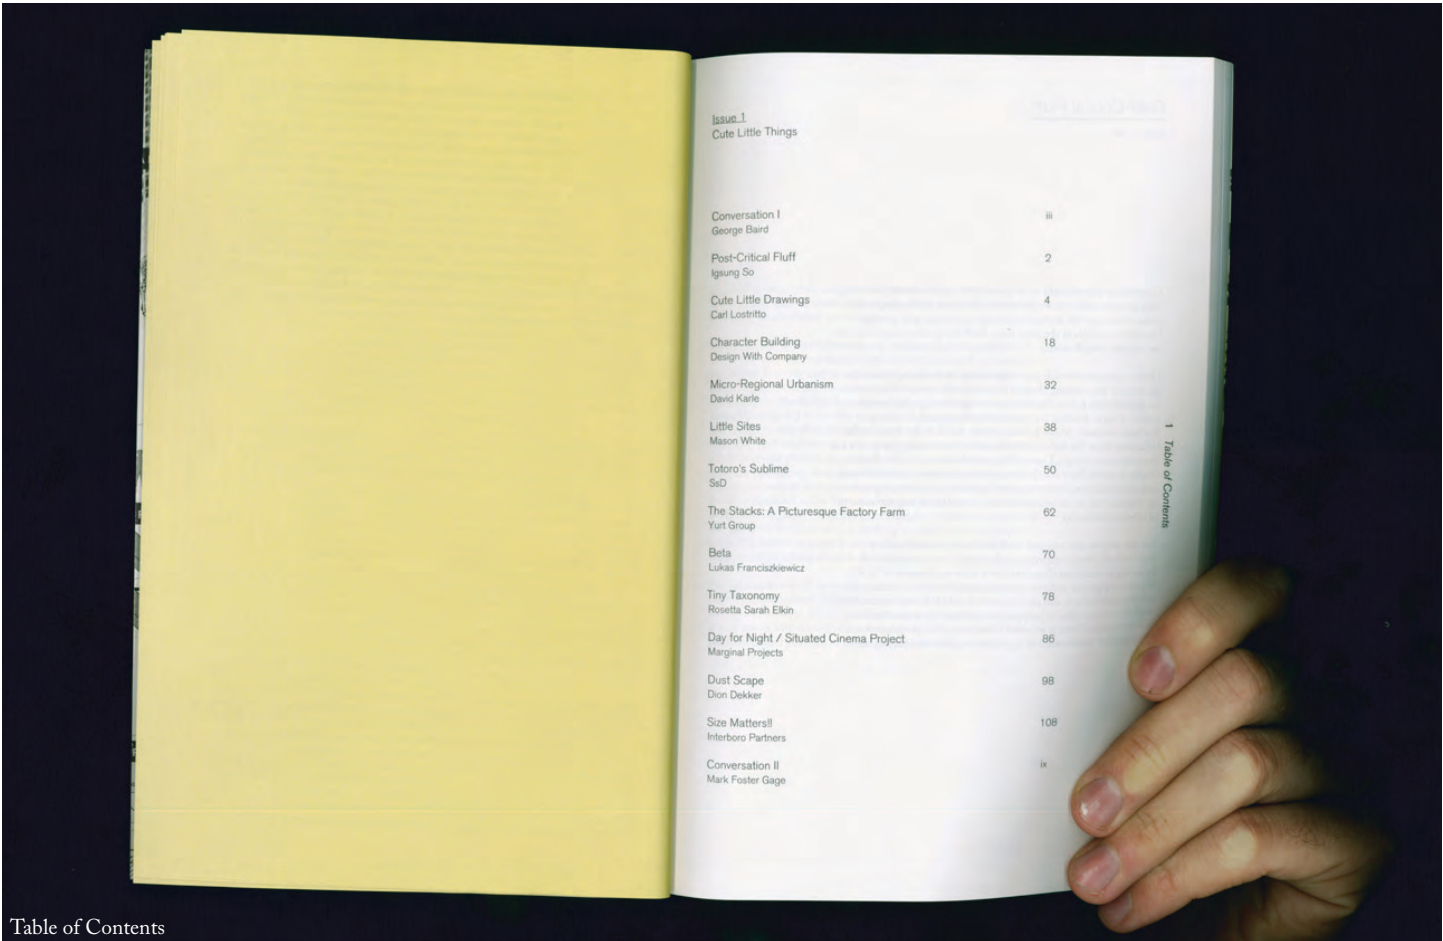 Issue 1
Cute Little Things
Conversation I iii
George Baird
Post-Critical Fluff 2
Igsung So
Cute Little Drawings 4
Carl Lostritto
Character Building 18
Design With Company
Micro-Regional Urbanism 32
David Karle
Little Sites 38
Mason White
Totoro's Sublime 50
SsD
The Stacks: A Picturesque Factory Farm 62
Yurt Group
Beta 70
Lukas Franciszkiewicz
Tiny Taxonomy 78
Rosetta Sarah Elkin
Day for Night / Situated Cinema Project 86
Marginal Projects
Dust Scape 98
Dion Dekker
Size Matters!! 108
Interboro Partners
Conversation II ix
Mark Foster Gage
1 Table of Contents
Table of Contents